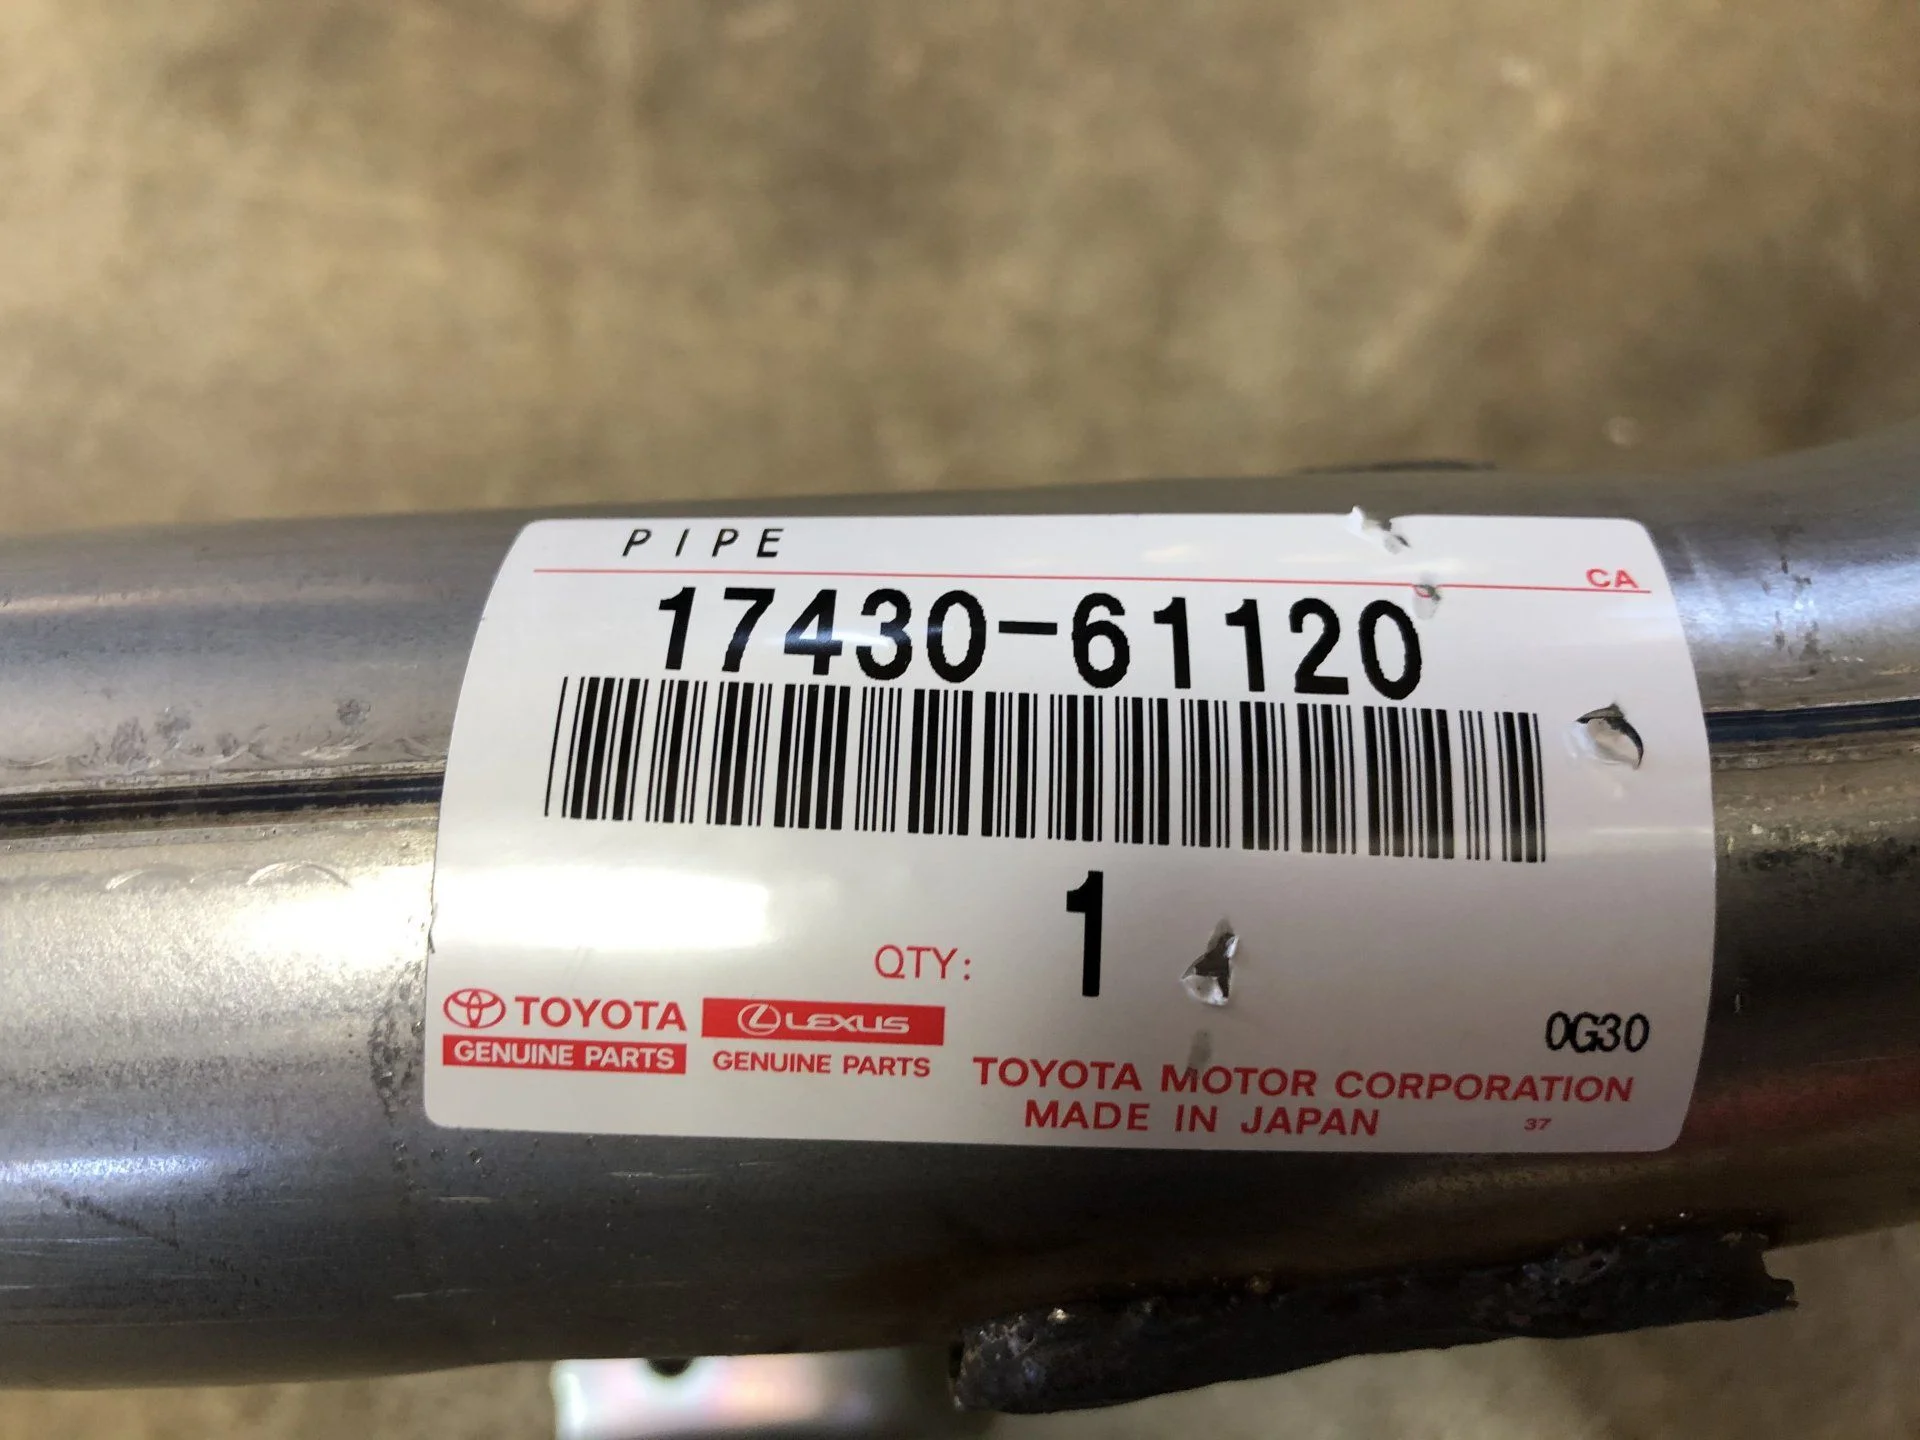 PIPE
CA
17430-61120
QTY: 1
TOYOTA
GENUINE PARTS
LEXUS
GENUINE PARTS
0G30
TOYOTA MOTOR CORPORATION
MADE IN JAPAN
37